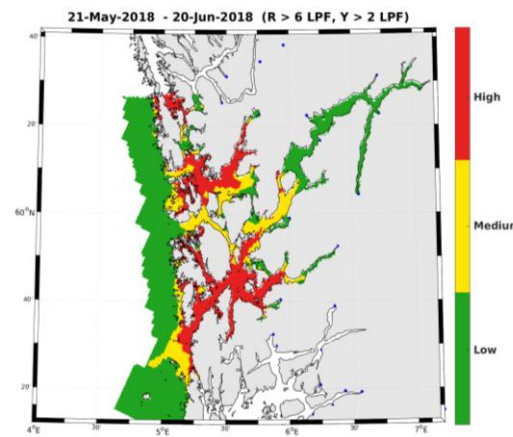 21-May-2018 - 20-Jun-2018 (R > 6 LPF, Y > 2 LPF)
40
20'
60°N
40'
20'
4°E
30'
5°E
30'
6°E
30'
7°E
High
Mediu
Low